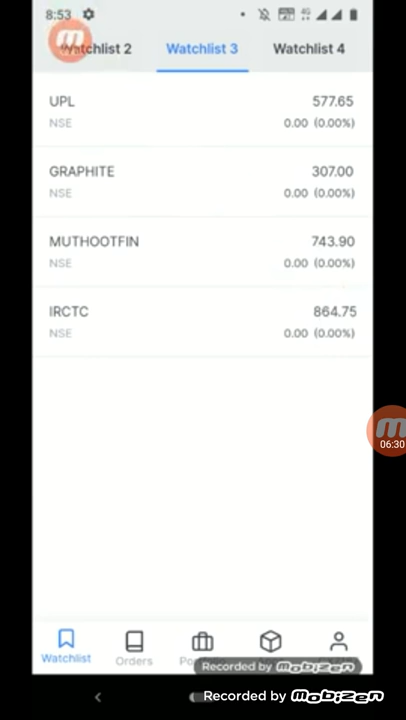 8:53
Watchlist 2 Watchlist 3 Watchlist 4
UPL 577.65
NSE 0.00 (0.00%)
GRAPHITE 307.00
NSE 0.00 (0.00%)
MUTHOOTFIN 743.90
NSE 0.00 (0.00%)
IRCTC 864.75
NSE 0.00 (0.00%)
06:30
Watchlist Orders
Recorded by Mobizen
Recorded by Mobizen